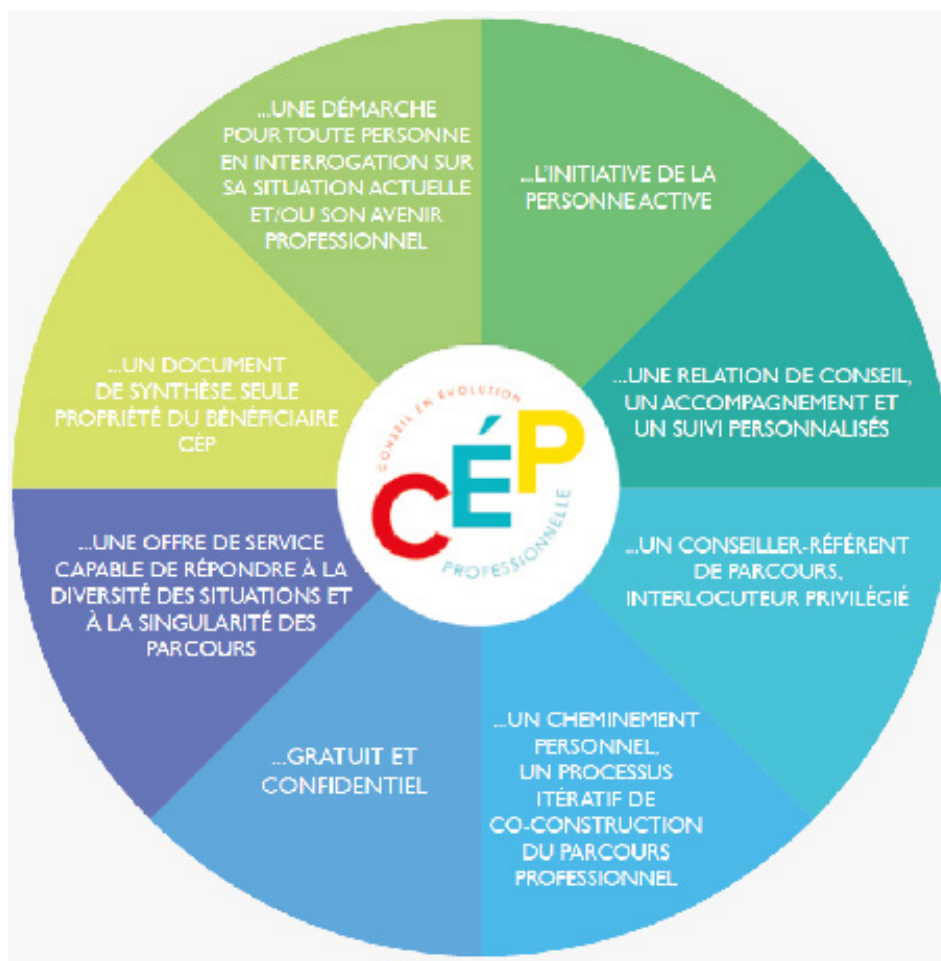 ...UNE DÉMARCHE
POUR TOUTE PERSONNE
EN INTERROGATION SUR
SA SITUATION ACTUELLE
ET/OU SON AVENIR
PROFESSIONNEL
...L'INITIATIVE DE LA
PERSONNE ACTIVE
...UNE RELATION DE CONSEIL,
UN ACCOMPAGNEMENT ET
UN SUIVI PERSONNALISÉS
...UN CONSEILLER-RÉFÉRENT
DE PARCOURS,
INTERLOCUTEUR PRIVILÉGIÉ
...UN CHEMINEMENT
PERSONNEL,
UN PROCESSUS
ITÉRATIF DE
CO-CONSTRUCTION
DU PARCOURS
PROFESSIONNEL
...GRATUIT ET
CONFIDENTIEL
...UNE OFFRE DE SERVICE
CAPABLE DE RÉPONDRE À LA
DIVERSITÉ DES SITUATIONS ET
À LA SINGULARITÉ DES
PARCOURS
...UN DOCUMENT
DE SYNTHÈSE, SEULE
PROPRIÉTÉ DU BÉNÉFICIAIRE
CÉP
CONSEIL EN ÉVOLUTION
CÉP
PROFESSIONNELLE